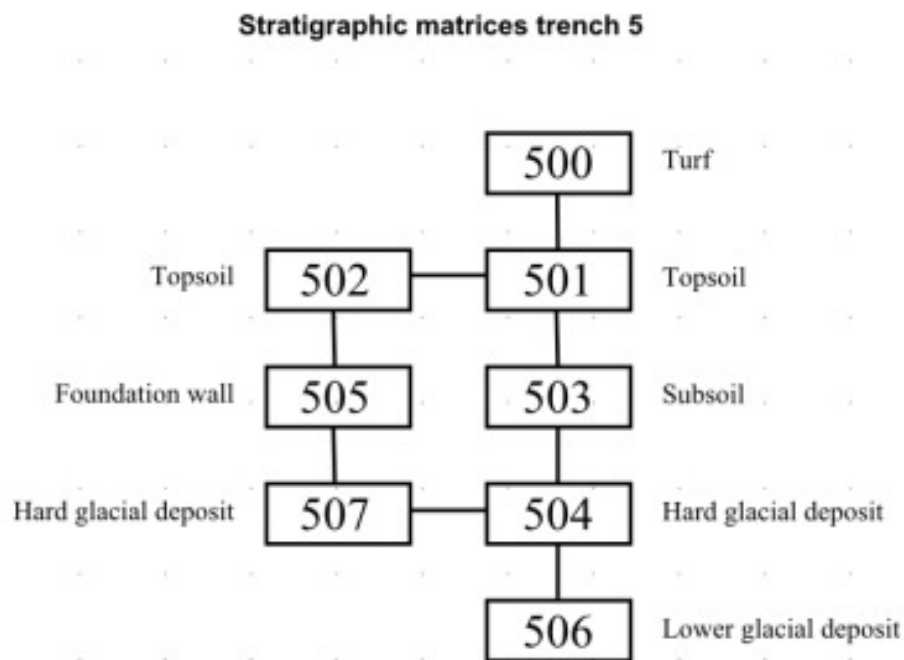 Stratigraphic matrices trench 5
500 Turf
Topsoil 502 501 Topsoil
Foundation wall 505 503 Subsoil
Hard glacial deposit 507 504 Hard glacial deposit
506 Lower glacial deposit